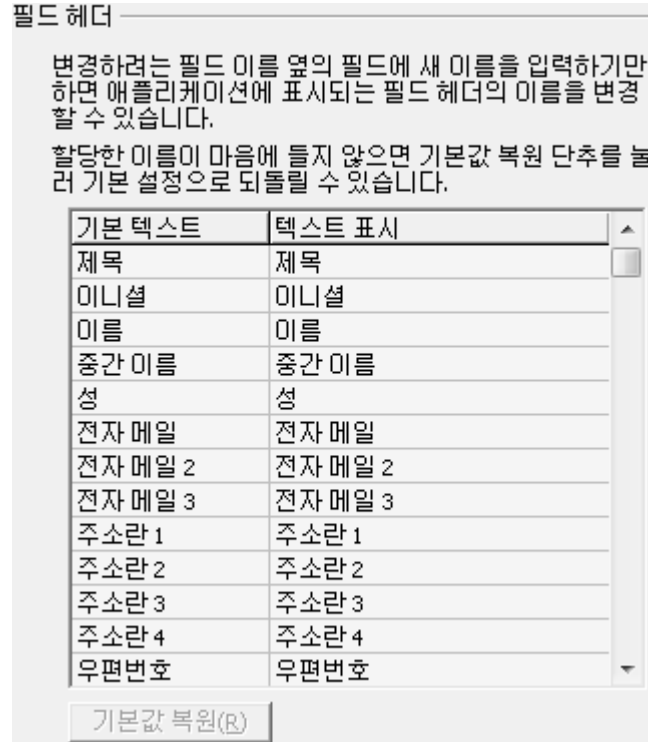 필드 헤더
변경하려는 필드 이름 옆의 필드에 새 이름을 입력하기만
하면 애플리케이션에 표시되는 필드 헤더의 이름을 변경
할 수 있습니다.
할당한 이름이 마음에 들지 않으면 기본값 복원 단추를 눌
러 기본 설정으로 되돌릴 수 있습니다.
기본 텍스트 텍스트 표시
제목 제목
이니셜 이니셜
이름 이름
중간 이름 중간 이름
성 성
전자 메일 전자 메일
전자 메일 2 전자 메일 2
전자 메일 3 전자 메일 3
주소란 1 주소란 1
주소란 2 주소란 2
주소란 3 주소란 3
주소란 4 주소란 4
우편번호 우편번호
기본값 복원(R)